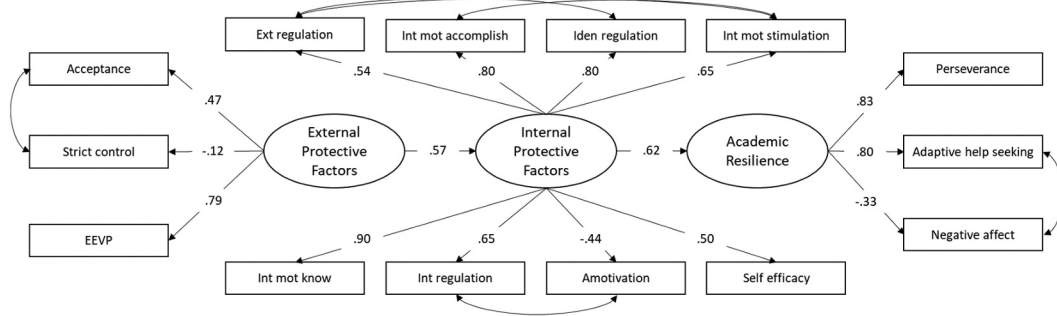 Ext regulation
Int mot accomplish
Iden regulation
Int mot stimulation
Acceptance
Perseverance
.54
.80
.80
.65
.47
.83
External
Protective
Factors
Internal
Protective
Factors
Academic
Resilience
Strict control
-.12
.57
.62
.80
Adaptive help seeking
.79
-.33
EEVP
.90
.65
-.44
.50
Negative affect
Int mot know
Int regulation
Amotivation
Self efficacy